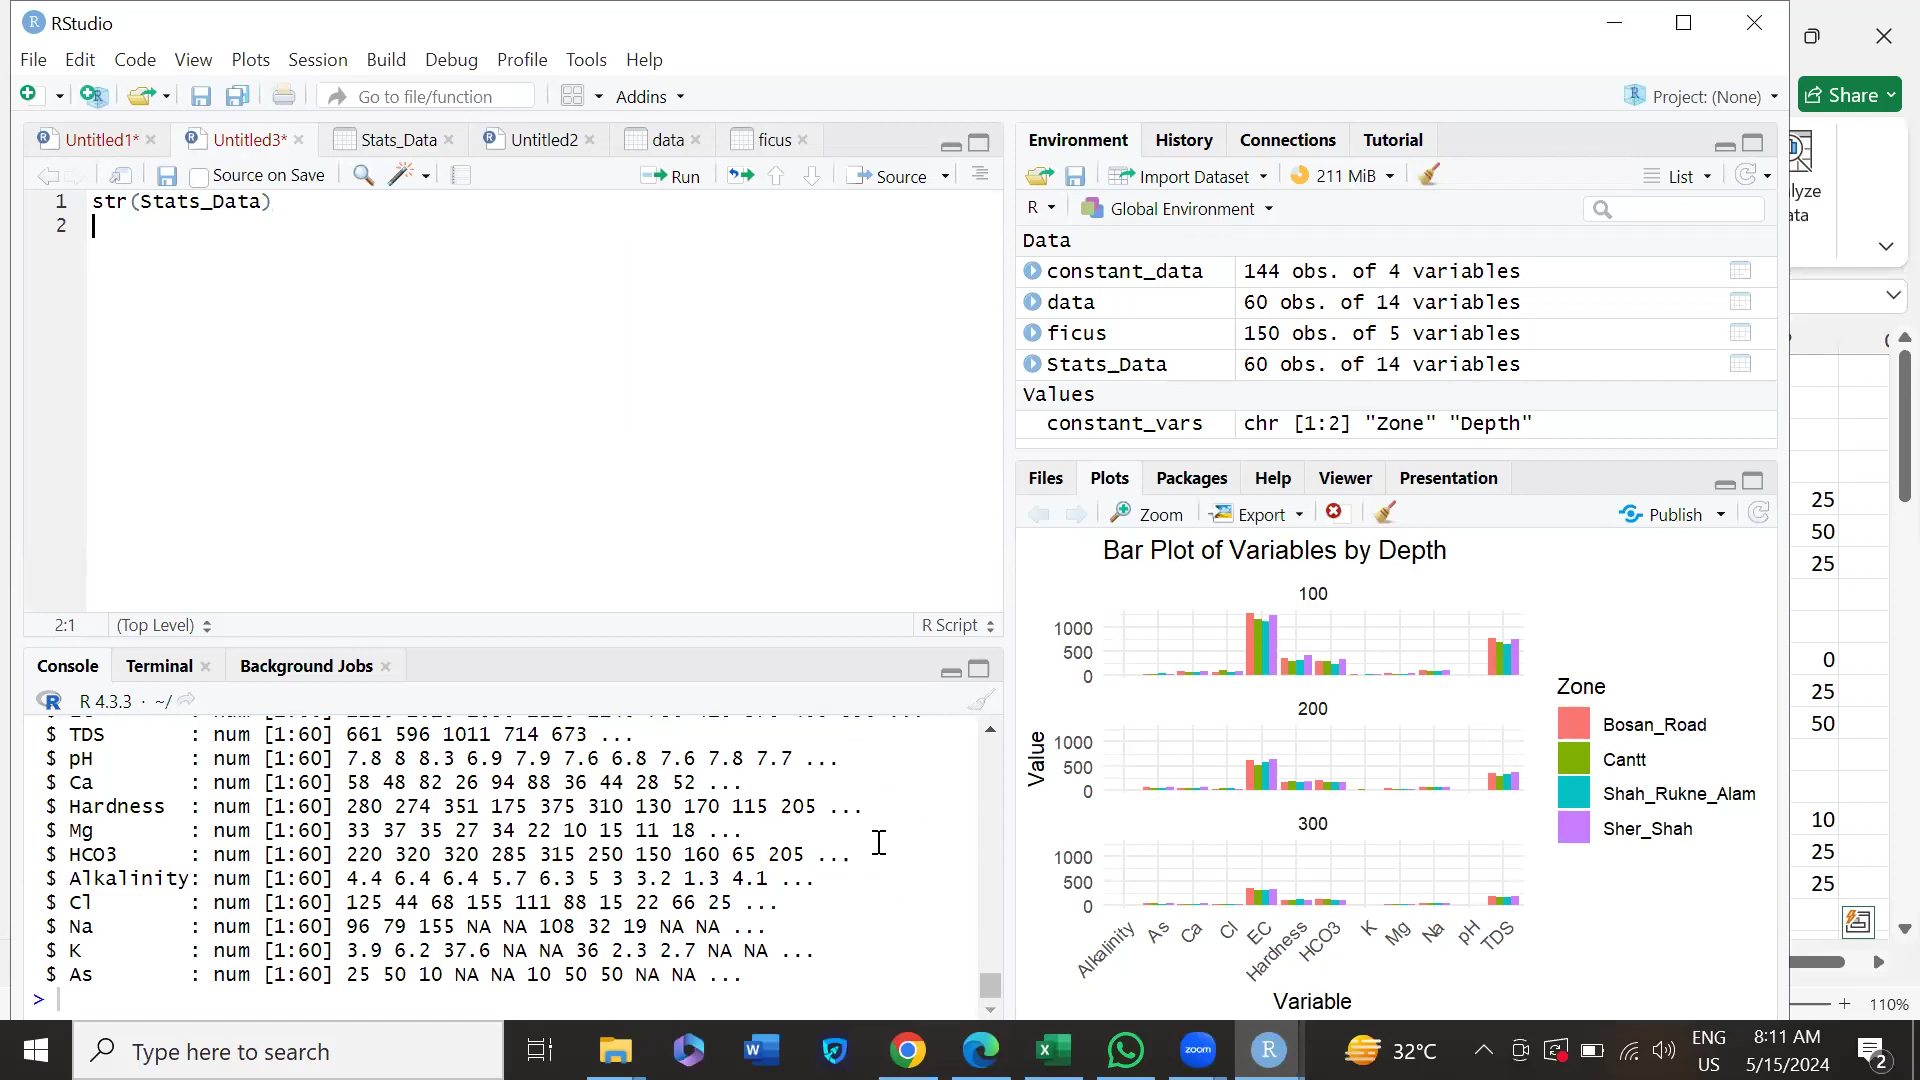 RStudio
File Edit Code View Plots Session Build Debug Profile Tools Help
Go to file/function Addins Project: (None)
Share
Untitled1* Untitled3* Stats_Data Untitled2 data ficus
Source on Save Run Source
1 str(Stats_Data)
2
2:1 (Top Level) R Script
Console Terminal Background Jobs
R 4.3.3 · ~/
$ TDS : num [1:60] 661 596 1011 714 673 ...
$ pH : num [1:60] 7.8 8 8.3 6.9 7.9 7.6 6.8 7.6 7.8 7.7 ...
$ Ca : num [1:60] 58 48 82 26 94 88 36 44 28 52 ...
$ Hardness : num [1:60] 280 274 351 175 375 310 130 170 115 205 ...
$ Mg : num [1:60] 33 37 35 27 34 22 10 15 11 18 ...
$ HCO3 : num [1:60] 220 320 320 285 315 250 150 160 65 205 ...
$ Alkalinity: num [1:60] 4.4 6.4 6.4 5.7 6.3 5 3 3.2 1.3 4.1 ...
$ Cl : num [1:60] 125 44 68 155 111 88 15 22 66 25 ...
$ Na : num [1:60] 96 79 155 NA NA 108 32 19 NA NA ...
$ K : num [1:60] 3.9 6.2 37.6 NA NA 36 2.3 2.7 NA NA ...
$ As : num [1:60] 25 50 10 NA NA 10 50 50 NA NA ...
>
Environment History Connections Tutorial
Import Dataset 211 MiB List
R Global Environment
Data
constant_data 144 obs. of 4 variables
data 60 obs. of 14 variables
ficus 150 obs. of 5 variables
Stats_Data 60 obs. of 14 variables
Values
constant_vars chr [1:2] "Zone" "Depth"
Files Plots Packages Help Viewer Presentation
Zoom Export Publish
Bar Plot of Variables by Depth
100
1000
500
0
200
1000
500
0
300
1000
500
0
Value
Alkalinity As Ca Cl EC Hardness HCO3 K Mg Na pH TDS
Variable
Zone
Bosan_Road
Cantt
Shah_Rukne_Alam
Sher_Shah
lyze
ata
25
50
25
0
25
50
10
25
25
110%
Type here to search
zoom
32°C
ENG
US
8:11 AM
5/15/2024
2